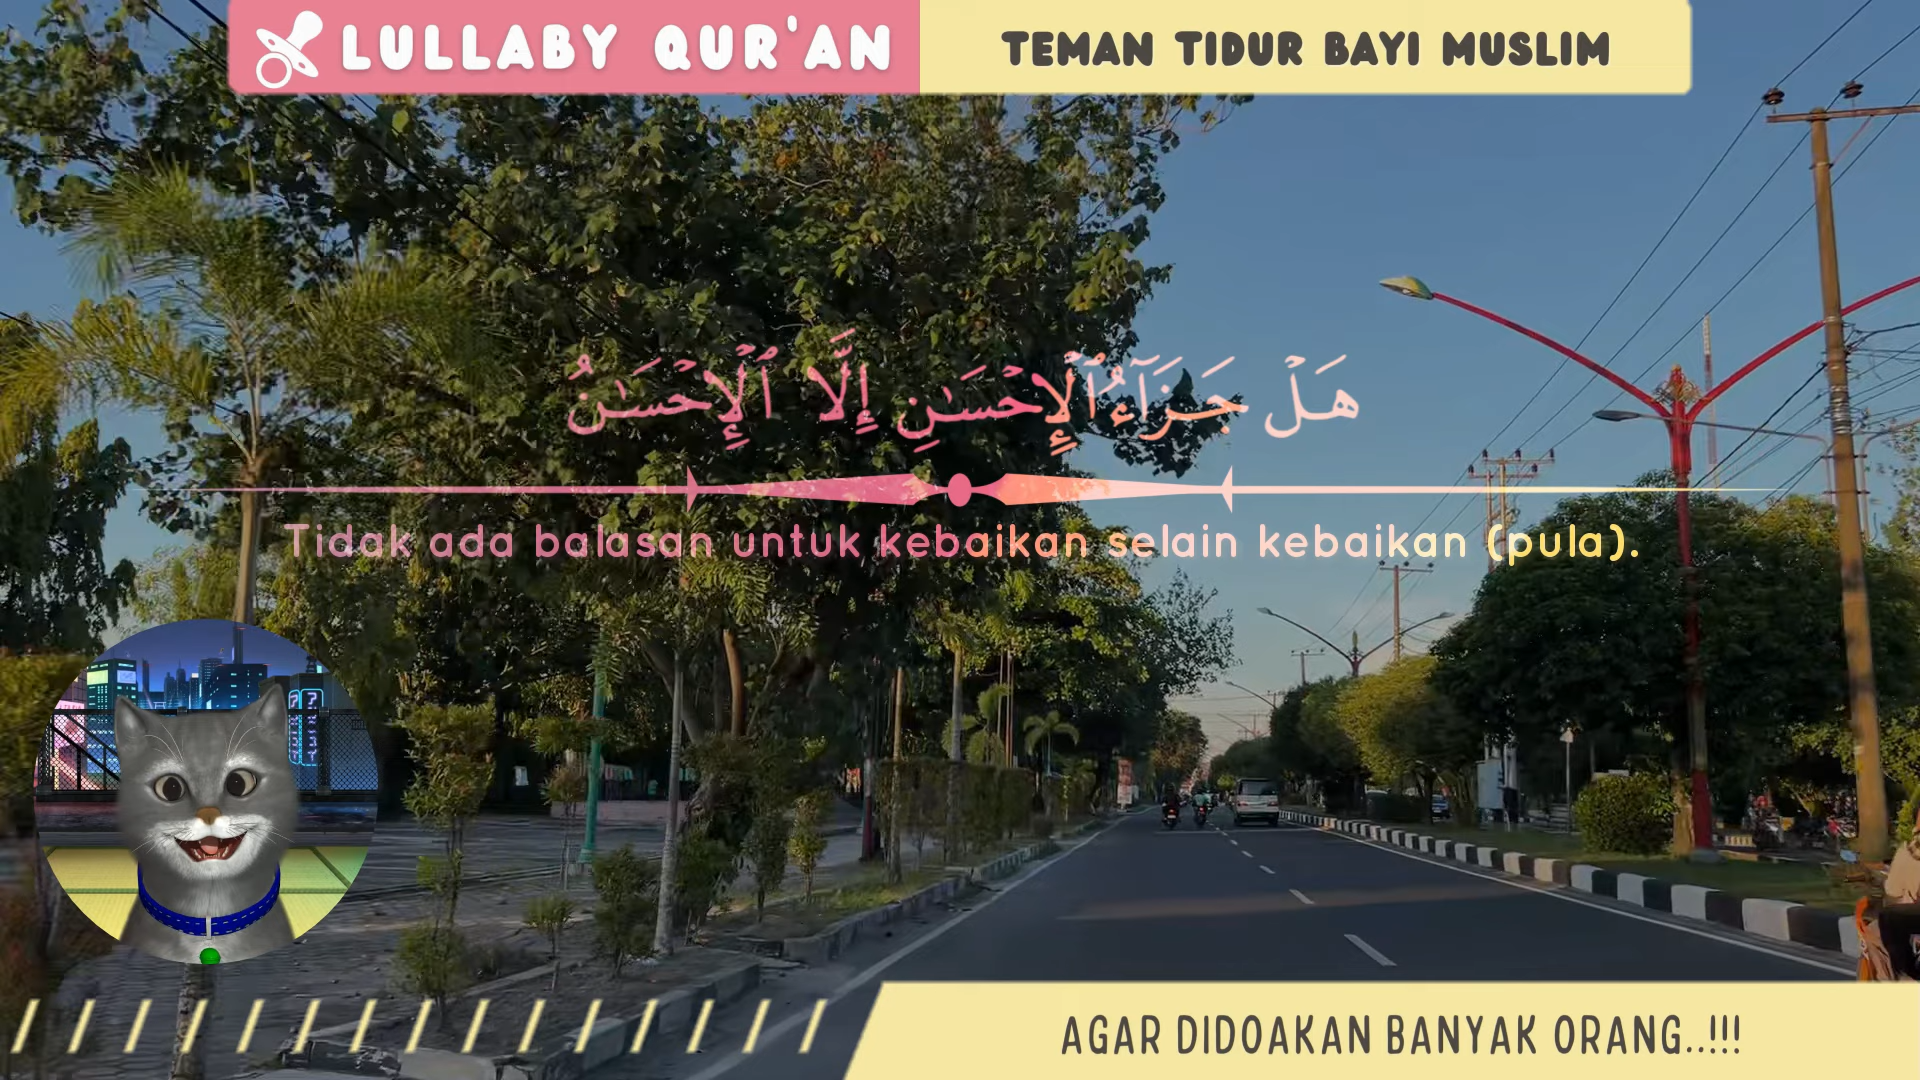 LULLABY QUR'AN
TEMAN TIDUR BAYI MUSLIM
هَلْ جَزَآءُ ٱلْإِحْسَٰنِ إِلَّا ٱلْإِحْسَٰنُ
Tidak ada balasan untuk kebaikan selain kebaikan (pula).
AGAR DIDOAKAN BANYAK ORANG..!!!